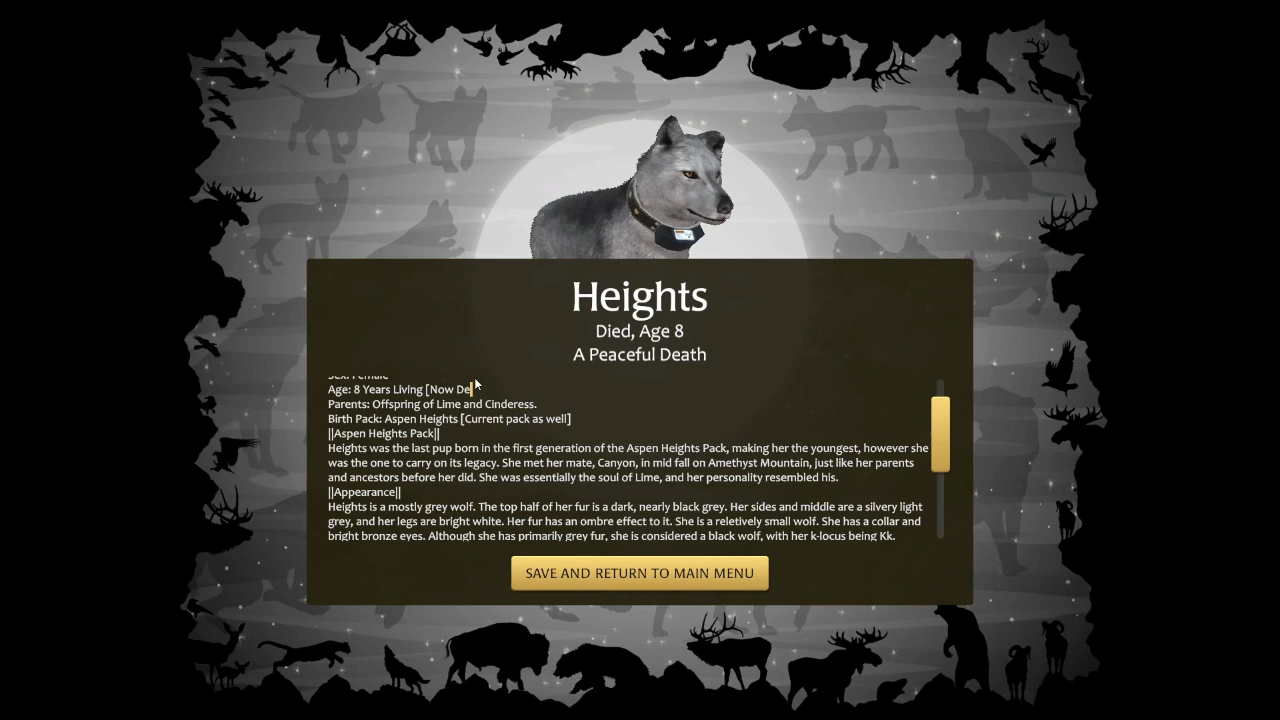 Heights
Died, Age 8
A Peaceful Death
Sex: Female
Age: 8 Years Living [Now De
Parents: Offspring of Lime and Cinderess.
Birth Pack: Aspen Heights [Current pack as well]
||Aspen Heights Pack||
Heights was the last pup born in the first generation of the Aspen Heights Pack, making her the youngest, however she
was the one to carry on its legacy. She met her mate, Canyon, in mid fall on Amethyst Mountain, just like her parents
and ancestors before her did. She was essentially the soul of Lime, and her personality resembled his.
||Appearance||
Heights is a mostly grey wolf. The top half of her fur is a dark, nearly black grey. Her sides and middle are a silvery light
grey, and her legs are bright white. Her fur has an ombre effect to it. She is a reletively small wolf. She has a collar and
bright bronze eyes. Although she has primarily grey fur, she is considered a black wolf, with her k-locus being Kk.
SAVE AND RETURN TO MAIN MENU